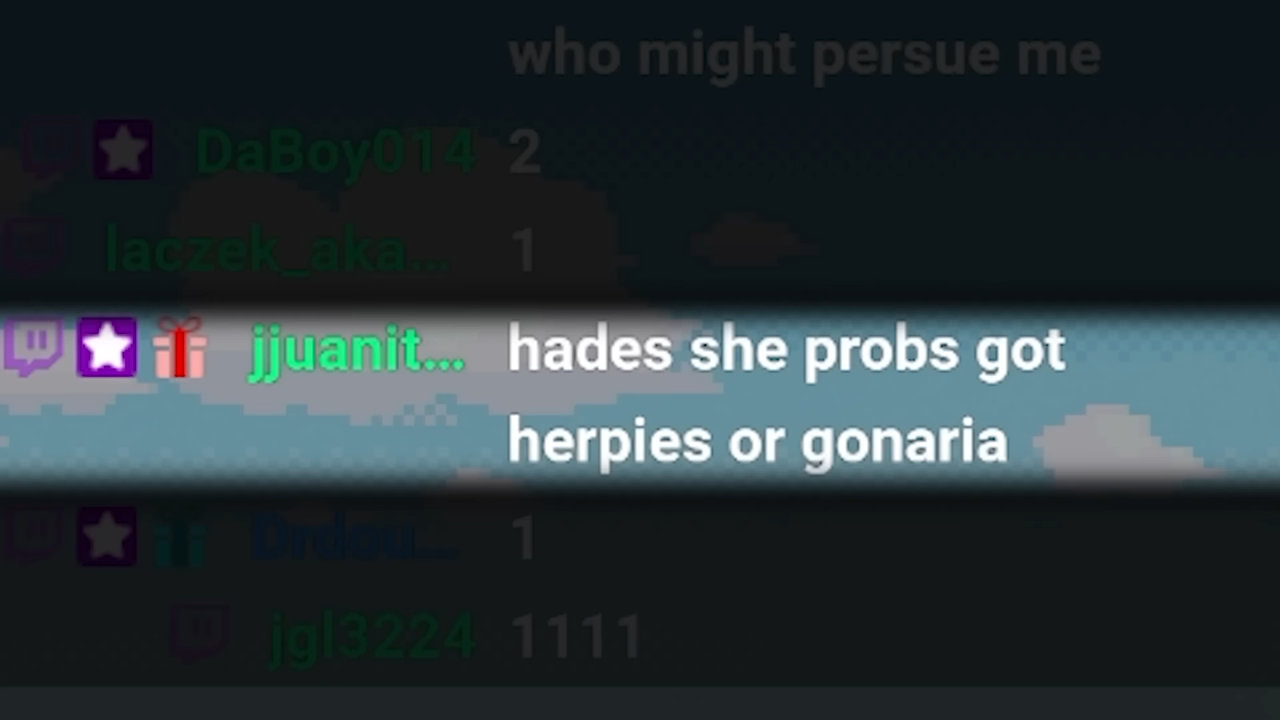 who might persue me
DaBoy014 2
laczek_aka... 1
jjuanit... hades she probs got
herpies or gonaria
Drdou... 1
jgl3224 1111